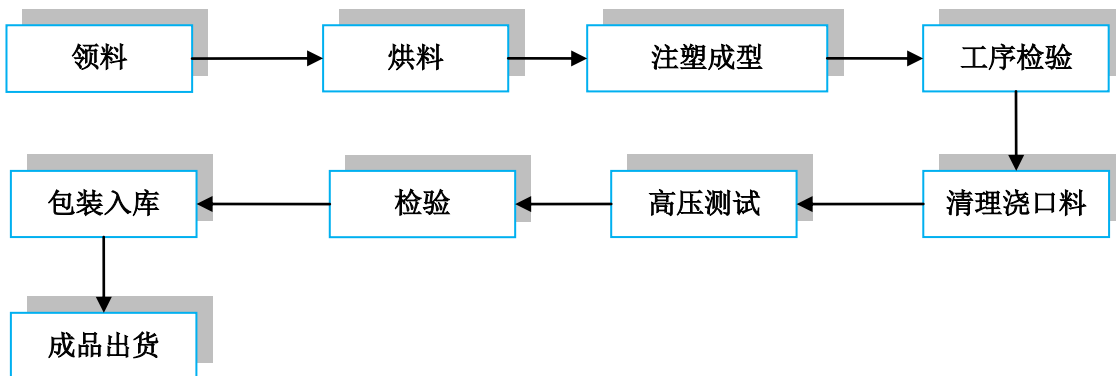 领料
烘料
注塑成型
工序检验
清理浇口料
高压测试
检验
包装入库
成品出货